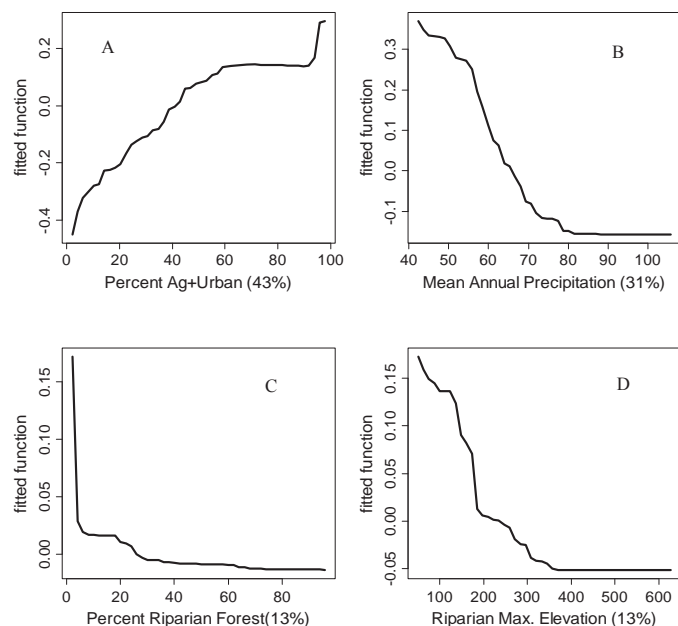 A
fitted function
-0.4 -0.2 0.0 0.2
0 20 40 60 80 100
Percent Ag+Urban (43%)
B
fitted function
-0.1 0.0 0.1 0.2 0.3
40 50 60 70 80 90 100
Mean Annual Precipitation (31%)
C
fitted function
0.00 0.05 0.10 0.15
0 20 40 60 80
Percent Riparian Forest(13%)
D
fitted function
-0.05 0.00 0.05 0.10 0.15
100 200 300 400 500 600
Riparian Max. Elevation (13%)